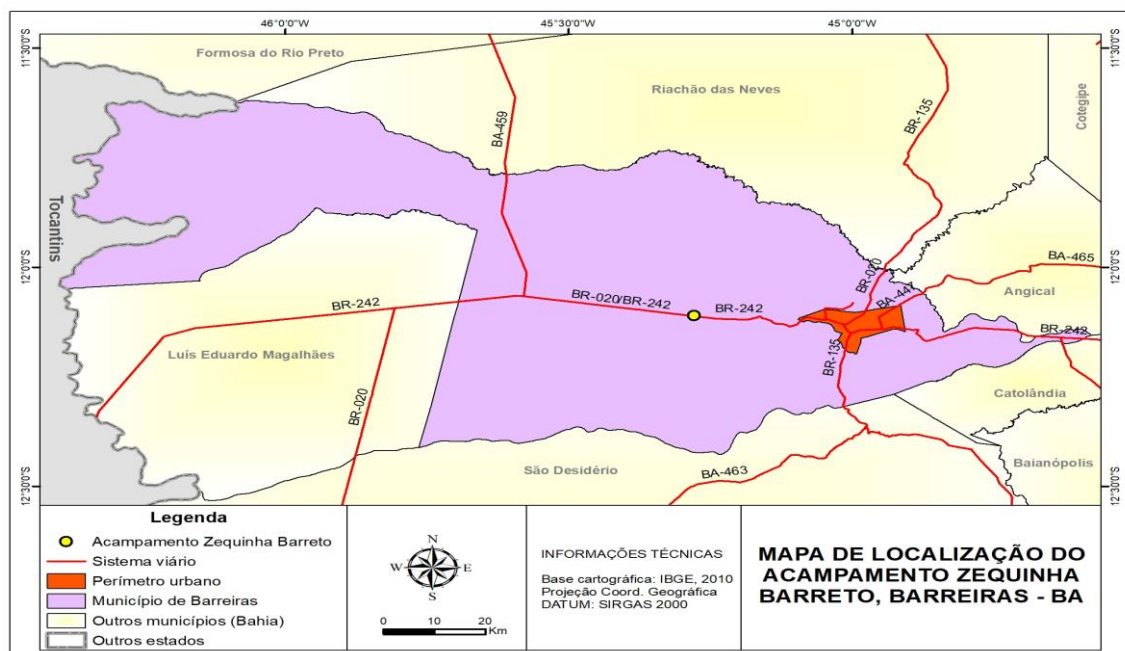 46°0'0"W
45°30'0"W
45°0'0"W
11°30'0"S
11°30'0"S
Formosa do Rio Preto
Riachão das Neves
Cotegipe
BR-135
BA-459
Tocantins
12°0'0"S
12°0'0"S
BR-020
BA-465
BA-447
Angical
BR-242
BR-020/BR-242
BR-242
BR-242
Luís Eduardo Magalhães
BR-135
BR-020
Catolândia
São Desidério
BA-463
Baianópolis
12°30'0"S
12°30'0"S
Legenda
Acampamento Zequinha Barreto
Sistema viário
Perímetro urbano
Município de Barreiras
Outros municípios (Bahia)
Outros estados
N
W E
S
0 10 20
Km
INFORMAÇÕES TÉCNICAS
Base cartográfica: IBGE, 2010
Projeção Coord. Geográfica
DATUM: SIRGAS 2000
MAPA DE LOCALIZAÇÃO DO
ACAMPAMENTO ZEQUINHA
BARRETO, BARREIRAS - BA